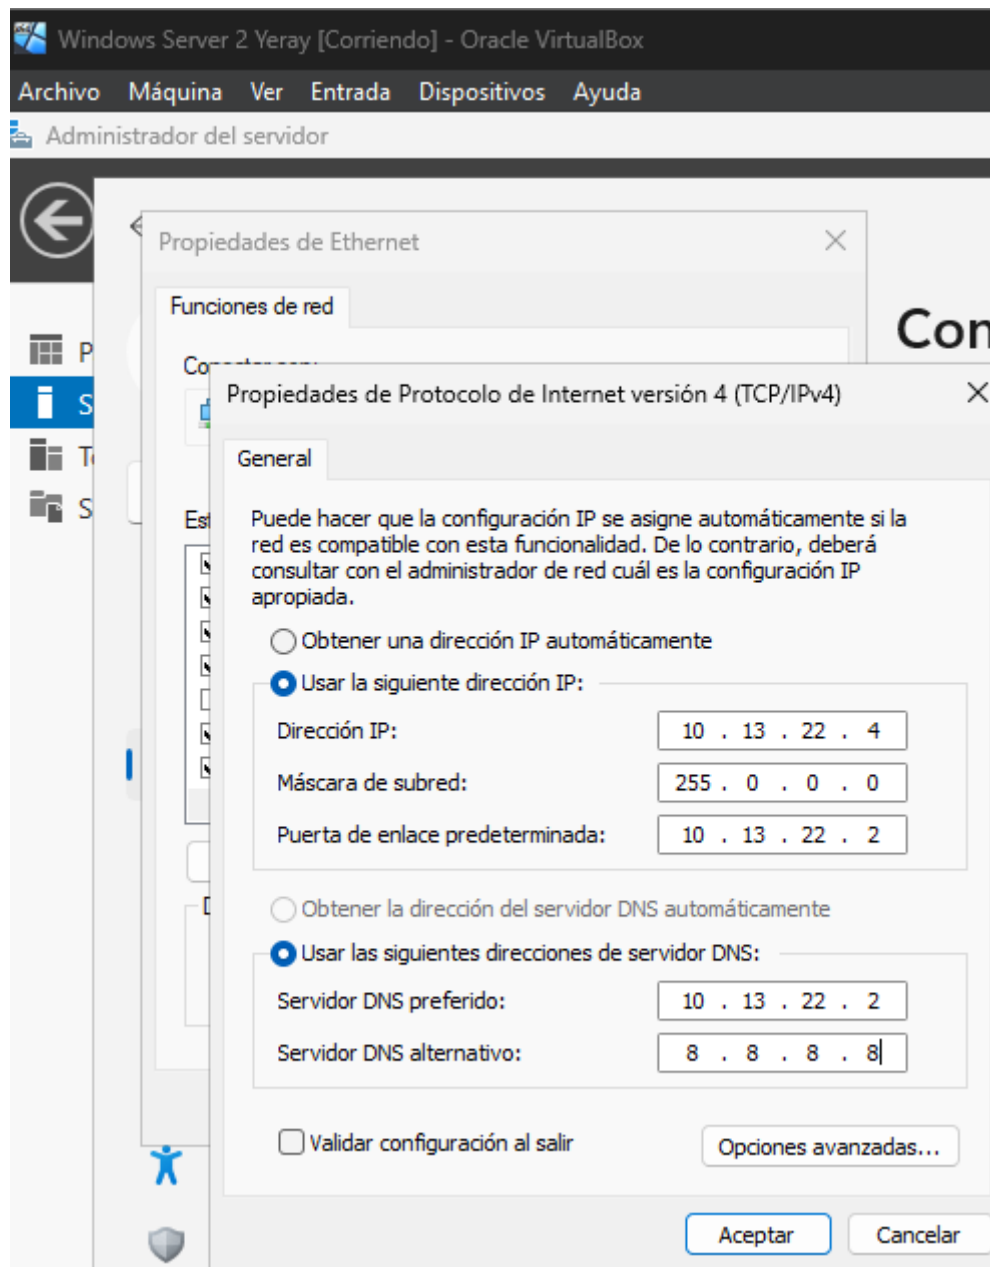 Windows Server 2 Yeray [Corriendo] - Oracle VirtualBox
Archivo Máquina Ver Entrada Dispositivos Ayuda
Administrador del servidor
Propiedades de Ethernet
Funciones de red
Con
P
S
S
Propiedades de Protocolo de Internet versión 4 (TCP/IPv4)
General
Puede hacer que la configuración IP se asigne automáticamente si la
red es compatible con esta funcionalidad. De lo contrario, deberá
consultar con el administrador de red cuál es la configuración IP
apropiada.
Obtener una dirección IP automáticamente
Usar la siguiente dirección IP:
Dirección IP: 10 . 13 . 22 . 4
Máscara de subred: 255 . 0 . 0 . 0
Puerta de enlace predeterminada: 10 . 13 . 22 . 2
Obtener la dirección del servidor DNS automáticamente
Usar las siguientes direcciones de servidor DNS:
Servidor DNS preferido: 10 . 13 . 22 . 2
Servidor DNS alternativo: 8 . 8 . 8 . 8
Validar configuración al salir
Opciones avanzadas...
Aceptar Cancelar